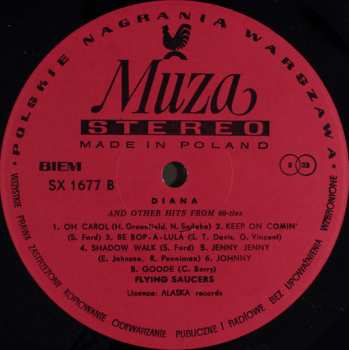 POLSKIE NAGRANIA WARSZAWA
Muza
STEREO
MADE IN POLAND
BIEM
SX 1677 B
2 33
DIANA
AND OTHER HITS FROM 60-ties
1. OH CAROL (H. Greenfield, N. Sedaka) 2. KEEP ON COMIN'
(S. Ford) 3. BE BOP-A-LULA (S. T. Davis, G. Vincent)
4. SHADOW WALK (S. Ford) 5. JENNY JENNY
(E. Johnson, R. Penniman) 6. JOHNNY
B. GOODE (C. Berry)
FLYING SAUCERS
License: ALASKA records
WSZYSTKIE PRAWA ZASTRZEŻONE KOPIOWANIE ODTWARZANIE PUBLICZNE I RADIOWE BEZ UPOWAŻNIENIA WZBRONIONE